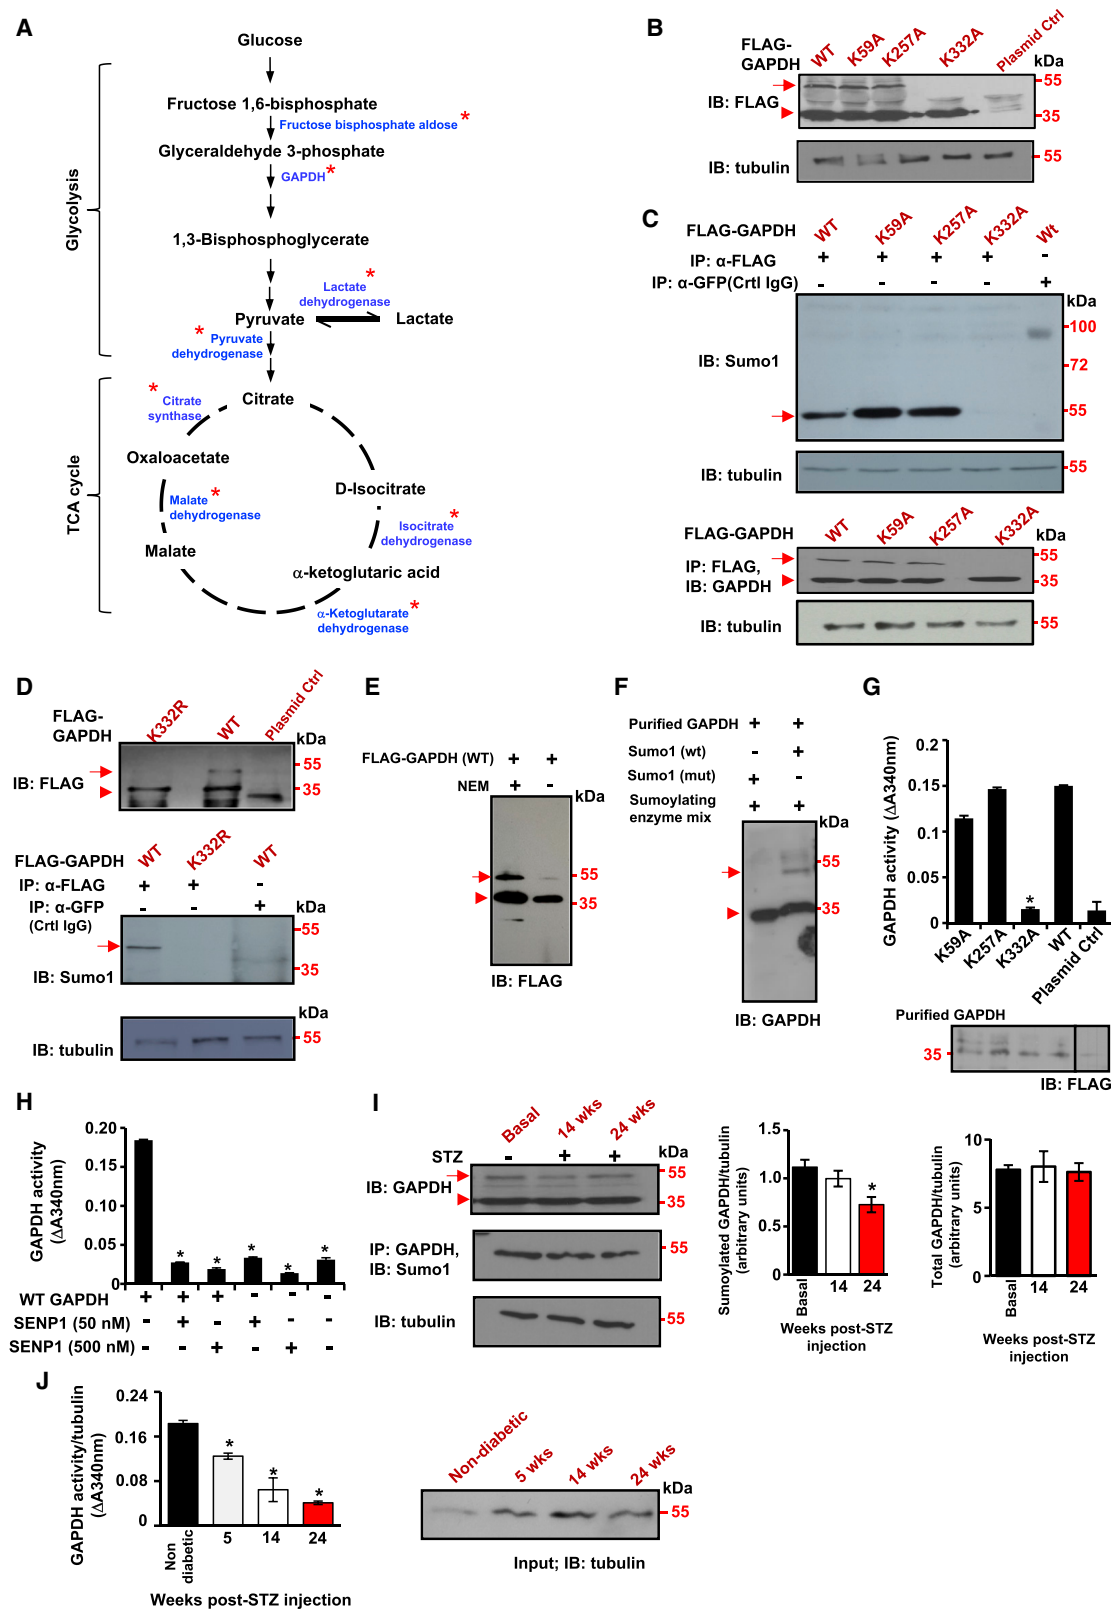 A
Glucose
Fructose 1,6-bisphosphate
Fructose bisphosphate aldose *
Glyceraldehyde 3-phosphate
GAPDH *
1,3-Bisphosphoglycerate
Lactate *
dehydrogenase
Pyruvate
Lactate
* Pyruvate
dehydrogenase
Glycolysis
TCA cycle
* Citrate
synthase
Citrate
Oxaloacetate
D-Isocitrate
Malate *
dehydrogenase
Isocitrate *
dehydrogenase
Malate
α-ketoglutaric acid
α-Ketoglutarate *
dehydrogenase
B
FLAG-
GAPDH
WT K59A K257A K332A Plasmid Ctrl
kDa
IB: FLAG
55
35
IB: tubulin
55
C
FLAG-GAPDH WT K59A K257A K332A Wt
IP: α-FLAG + + + + -
IP: α-GFP(Crtl IgG) - - - - +
kDa
100
IB: Sumo1
72
55
IB: tubulin
55
FLAG-GAPDH WT K59A K257A K332A
kDa
IP: FLAG,
IB: GAPDH
55
35
IB: tubulin
55
D
FLAG-
GAPDH
K332R WT Plasmid Ctrl
kDa
IB: FLAG
55
35
FLAG-GAPDH WT K332R WT
IP: α-FLAG + + -
IP: α-GFP - - +
(Crtl IgG)
kDa
55
35
IB: Sumo1
kDa
IB: tubulin
55
E
FLAG-GAPDH (WT) + +
NEM + -
kDa
55
35
IB: FLAG
F
Purified GAPDH + +
Sumo1 (wt) - +
Sumo1 (mut) + -
Sumoylating
enzyme mix + +
kDa
55
35
IB: GAPDH
G
GAPDH activity (ΔA340nm)
0.2
0.15
0.1
0.05
0
*
K59A K257A K332A WT Plasmid Ctrl
Purified GAPDH
35
IB: FLAG
H
GAPDH activity
(ΔA340nm)
0.20
0.15
0.10
0.05
0
* * * * *
WT GAPDH + + + - - -
SENP1 (50 nM) - + - + - -
SENP1 (500 nM) - - + - + -
I
Basal 14 wks 24 wks
STZ - + +
kDa
IB: GAPDH
55
35
IP: GAPDH,
IB: Sumo1
55
IB: tubulin
55
Sumoylated GAPDH/tubulin
(arbitrary units)
1.5
1.0
0.5
0
*
Basal 14 24
Weeks post-STZ
injection
Total GAPDH/tubulin
(arbitrary units)
10
5
0
Basal 14 24
Weeks post-STZ
injection
J
GAPDH activity/tubulin
(ΔA340nm)
0.24
0.16
0.08
0
* * *
Non
diabetic
5 14 24
Weeks post-STZ injection
Non-diabetic 5 wks 14 wks 24 wks
kDa
55
Input; IB: tubulin